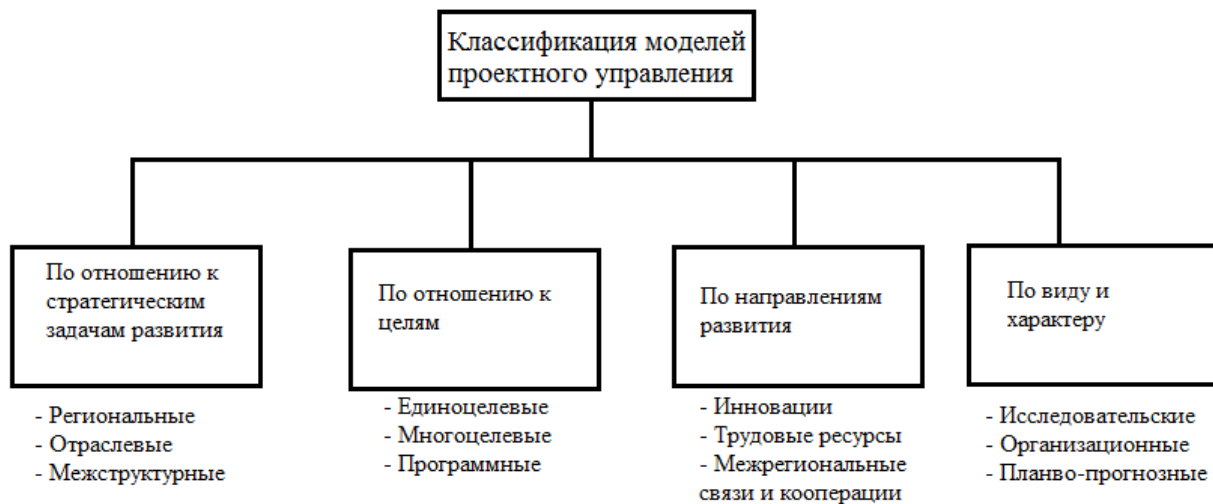 Классификация моделей
проектного управления
По отношению к
стратегическим
задачам развития
- Региональные
- Отраслевые
- Межструктурные
По отношению к
целям
- Единоцелевые
- Многоцелевые
- Программные
По направлениям
развития
- Инновации
- Трудовые ресурсы
- Межрегиональные
связи и кооперации
По виду и
характеру
- Исследовательские
- Организационные
- Планво-прогнозные